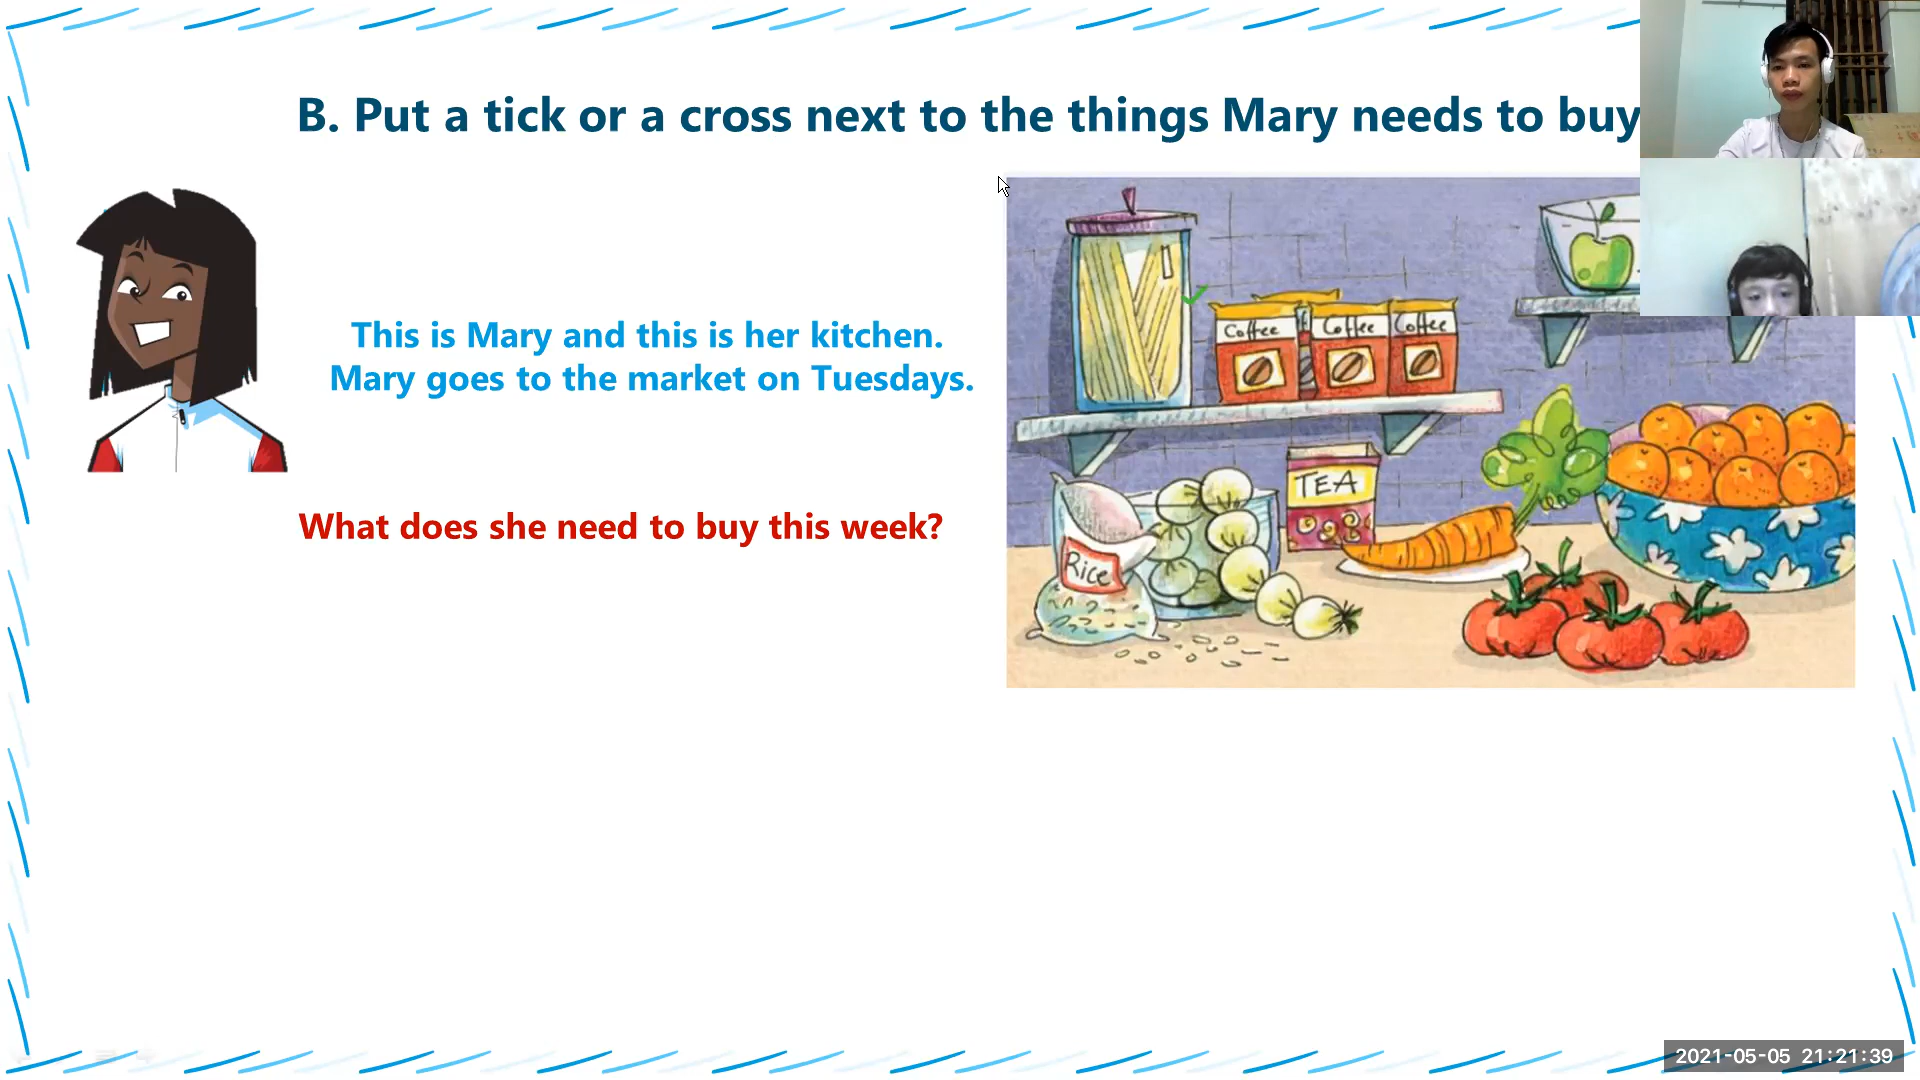 B. Put a tick or a cross next to the things Mary needs to buy
This is Mary and this is her kitchen.
Mary goes to the market on Tuesdays.
What does she need to buy this week?
Coffee
Coffee
Coffee
TEA
Rice
2021-05-05 21:21:39